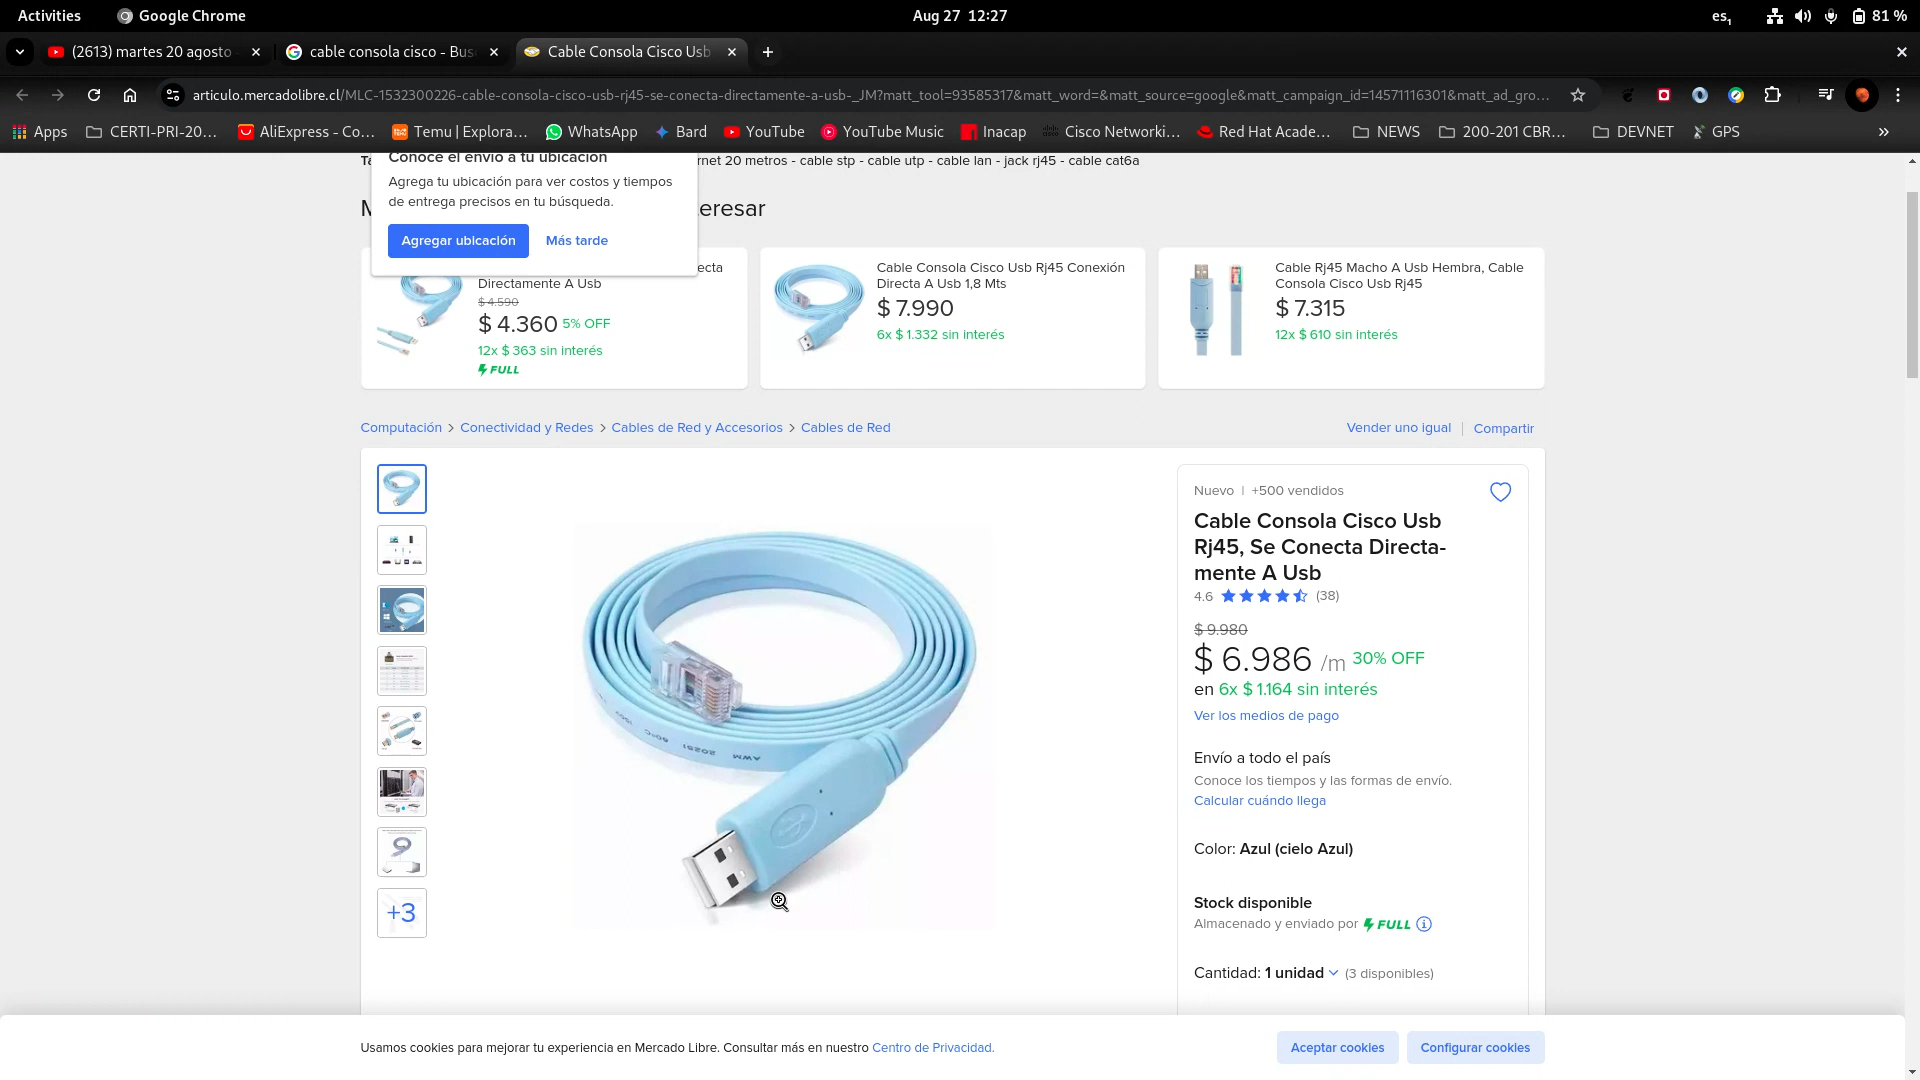 Activities
Google Chrome
Aug 27 12:27
es1
81 %
(2613) martes 20 agosto
cable consola cisco - Bus
Cable Consola Cisco Usb
articulo.mercadolibre.cl/MLC-1532300226-cable-consola-cisco-usb-rj45-se-conecta-directamente-a-usb-_JM?matt_tool=93585317&matt_word=&matt_source=google&matt_campaign_id=14571116301&matt_ad_gro...
Apps
CERTI-PRI-20...
AliExpress - Co...
Temu | Explora...
WhatsApp
Bard
YouTube
YouTube Music
Inacap
Cisco Networki...
Red Hat Acade...
NEWS
200-201 CBR...
DEVNET
GPS
»
Conoce el envío a tu ubicación
rnet 20 metros - cable stp - cable utp - cable lan - jack rj45 - cable cat6a
Agrega tu ubicación para ver costos y tiempos
de entrega precisos en tu búsqueda.
Agregar ubicación
Más tarde
eresar
ecta
Directamente A Usb
$ 4.590
$ 4.360 5% OFF
12x $ 363 sin interés
FULL
Cable Consola Cisco Usb Rj45 Conexión
Directa A Usb 1,8 Mts
$ 7.990
6x $ 1.332 sin interés
Cable Rj45 Macho A Usb Hembra, Cable
Consola Cisco Usb Rj45
$ 7.315
12x $ 610 sin interés
Computación > Conectividad y Redes > Cables de Red y Accesorios > Cables de Red
Vender uno igual | Compartir
+3
AWM 20251 60°C
Nuevo | +500 vendidos
Cable Consola Cisco Usb
Rj45, Se Conecta Directa-
mente A Usb
4.6 (38)
$ 9.980
$ 6.986 /m 30% OFF
en 6x $ 1.164 sin interés
Ver los medios de pago
Envío a todo el país
Conoce los tiempos y las formas de envío.
Calcular cuándo llega
Color: Azul (cielo Azul)
Stock disponible
Almacenado y enviado por FULL
Cantidad: 1 unidad (3 disponibles)
Usamos cookies para mejorar tu experiencia en Mercado Libre. Consultar más en nuestro Centro de Privacidad.
Aceptar cookies
Configurar cookies